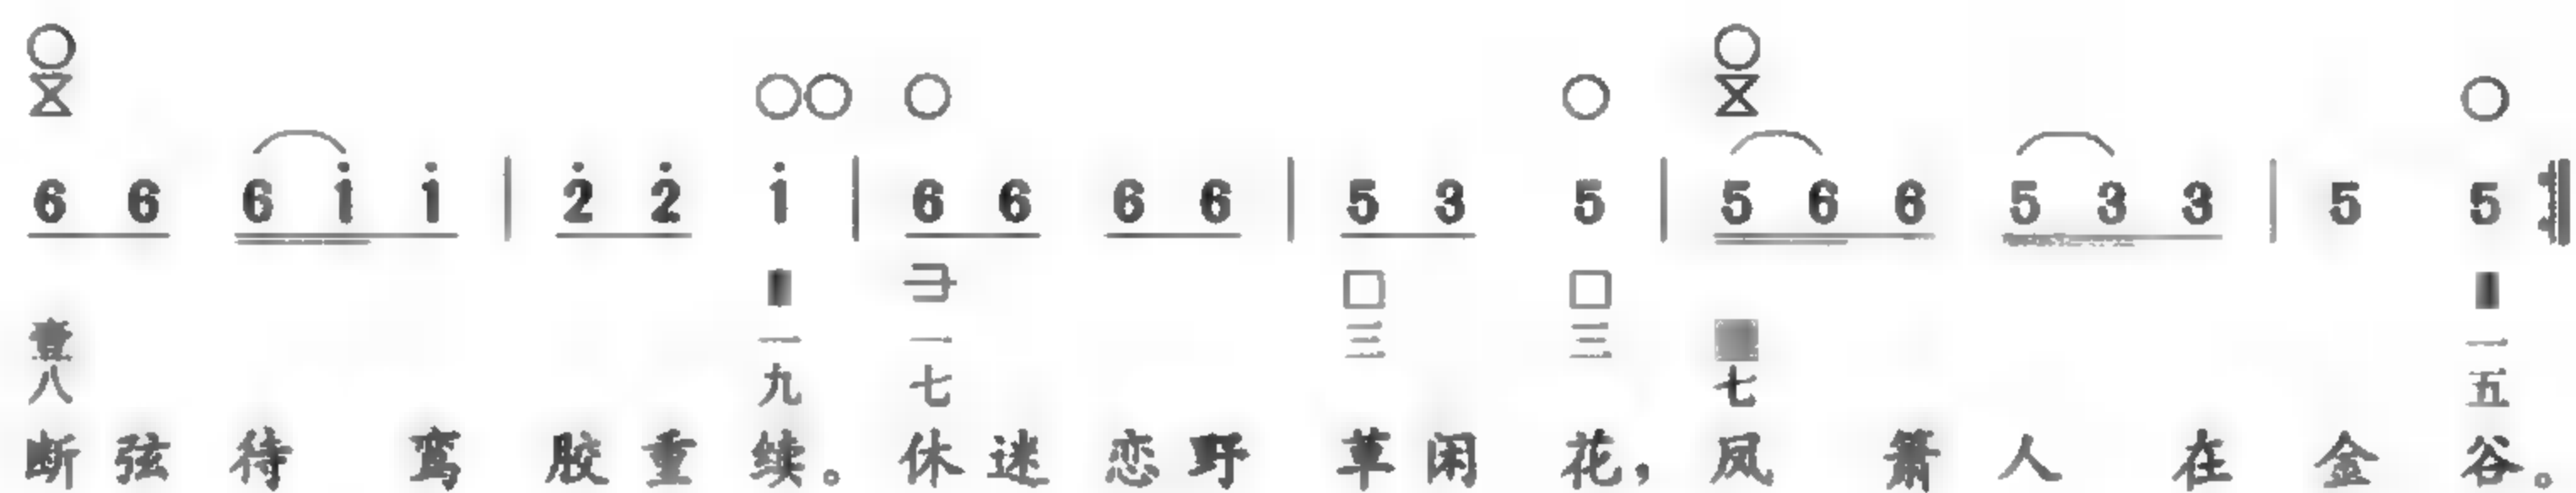 6 6 6 i i | 2̇ 2̇ i | 6 6 6 6 | 5 3 5 | 5 6 6 5 3 3 | 5 5
一 三 三 一
八 九 七 七 五
断弦待鸾胶重续。休迷恋野草闲花,凤箫人在金谷。